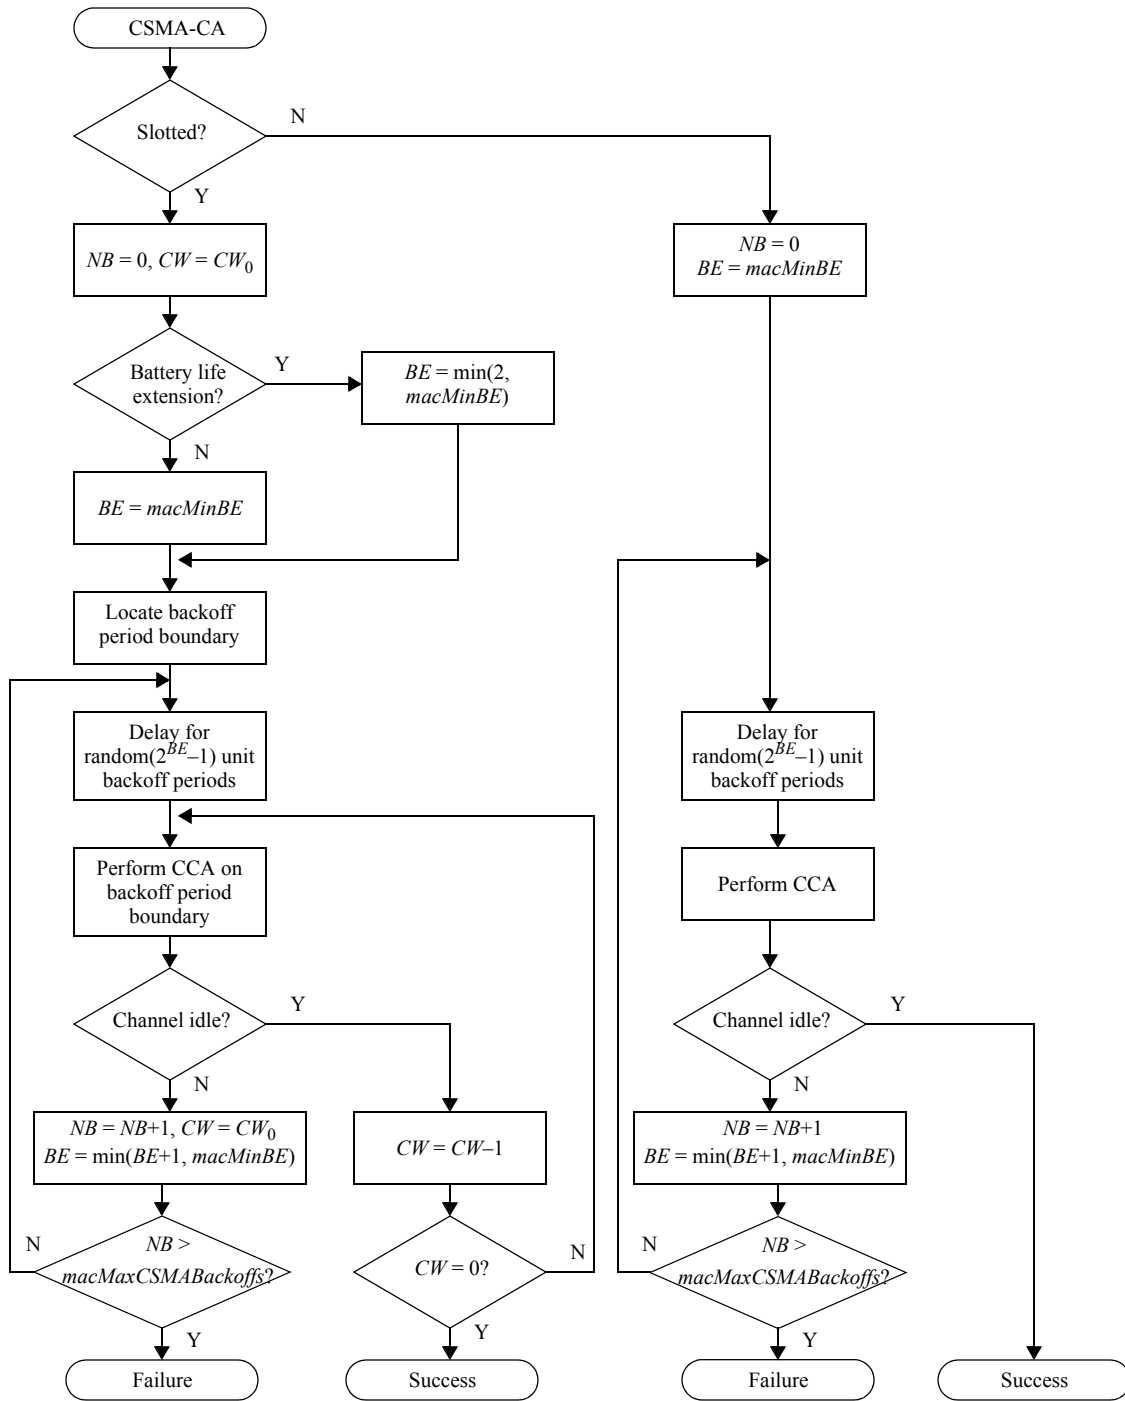 CSMA-CA
Slotted?
N
Y
NB = 0, CW = CW0
NB = 0
BE = macMinBE
Battery life
extension?
Y
BE = min(2,
macMinBE)
N
BE = macMinBE
Locate backoff
period boundary
Delay for
random(2^BE–1) unit
backoff periods
Delay for
random(2^BE–1) unit
backoff periods
Perform CCA on
backoff period
boundary
Perform CCA
Channel idle?
Y
N
Channel idle?
Y
N
NB = NB+1, CW = CW0
BE = min(BE+1, macMinBE)
CW = CW–1
NB = NB+1
BE = min(BE+1, macMinBE)
N
NB >
macMaxCSMABackoffs?
Y
CW = 0?
N
Y
N
NB >
macMaxCSMABackoffs?
Y
Failure
Success
Failure
Success